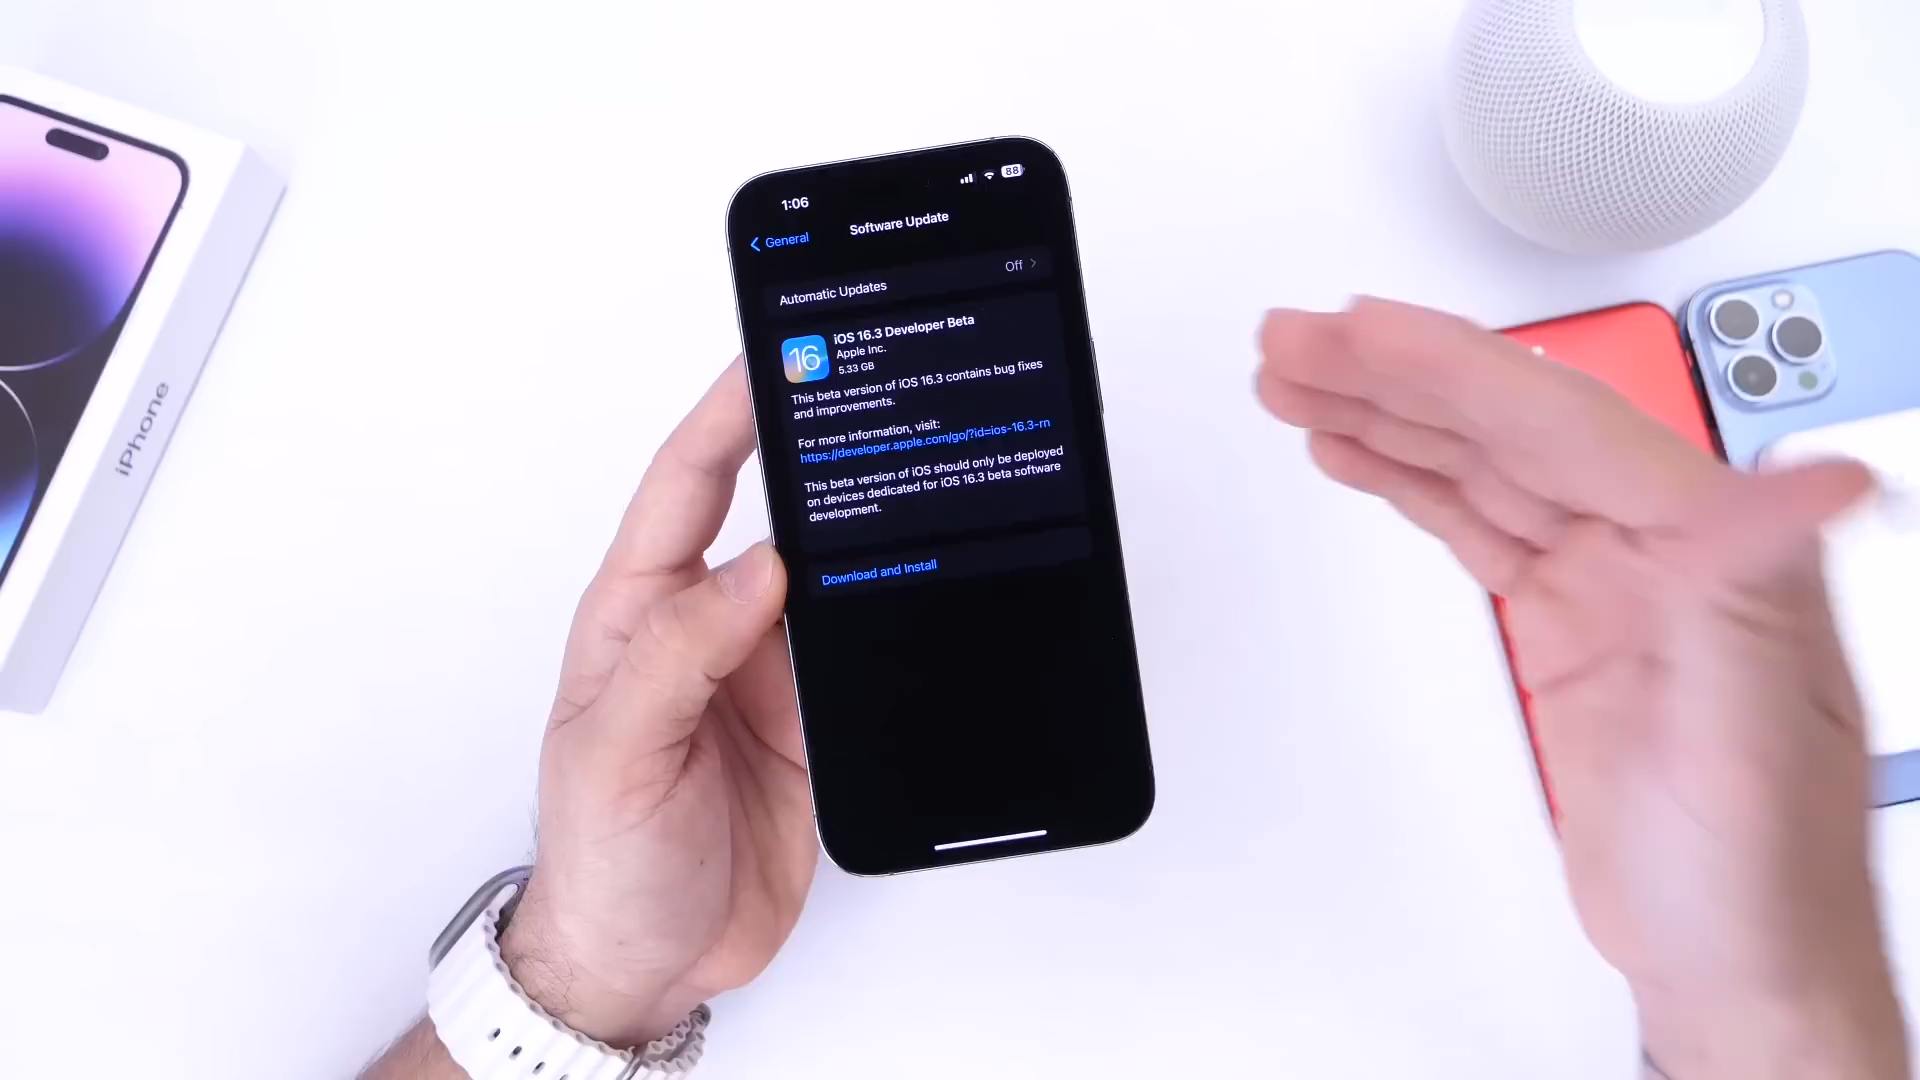 iPhone
1:06
88
General
Software Update
Automatic Updates
Off
16
iOS 16.3 Developer Beta
Apple Inc.
5.33 GB
This beta version of iOS 16.3 contains bug fixes
and improvements.
For more information, visit:
https://developer.apple.com/go/?id=ios-16.3-rn
This beta version of iOS should only be deployed
on devices dedicated for iOS 16.3 beta software
development.
Download and Install